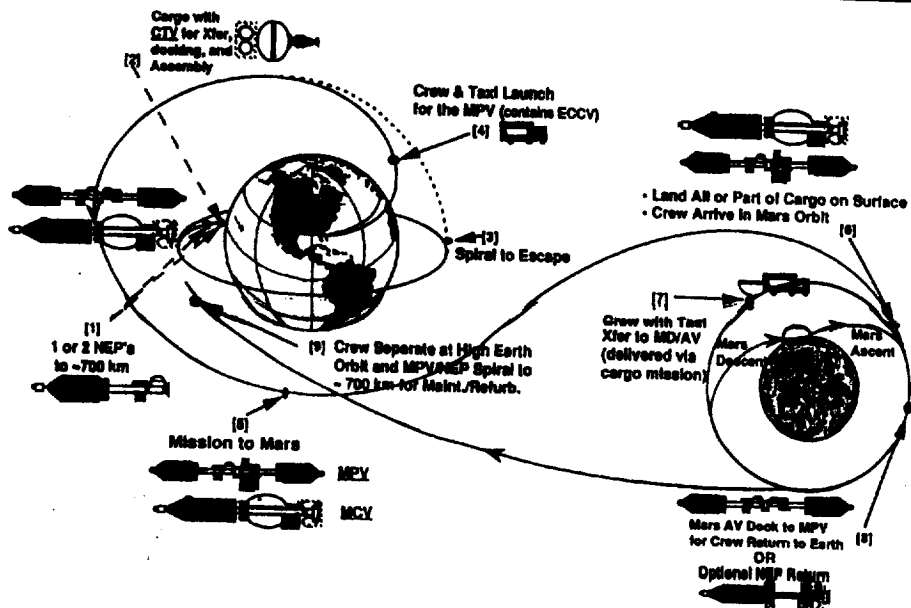 Cargo with
CTV for Xfer,
docking, and
Assembly
[2]
Crew & Taxi Launch
for the MPV (contains ECCV)
[4]
[3]
Spiral to Escape
[1]
1 or 2 NEP's
to ~700 km
[9] Crew Seperate at High Earth
Orbit and MPV/NEP Spiral to
~ 700 km for Maint./Refurb.
[5]
Mission to Mars
MPV
MCV
• Land All or Part of Cargo on Surface
• Crew Arrive in Mars Orbit
[6]
[7]
Crew with Taxi
Xfer to MD/AV
(delivered via
cargo mission)
Mars
Descent
Mars
Ascent
Mars AV Dock to MPV
for Crew Return to Earth
[8]
OR
Optional NEP Return